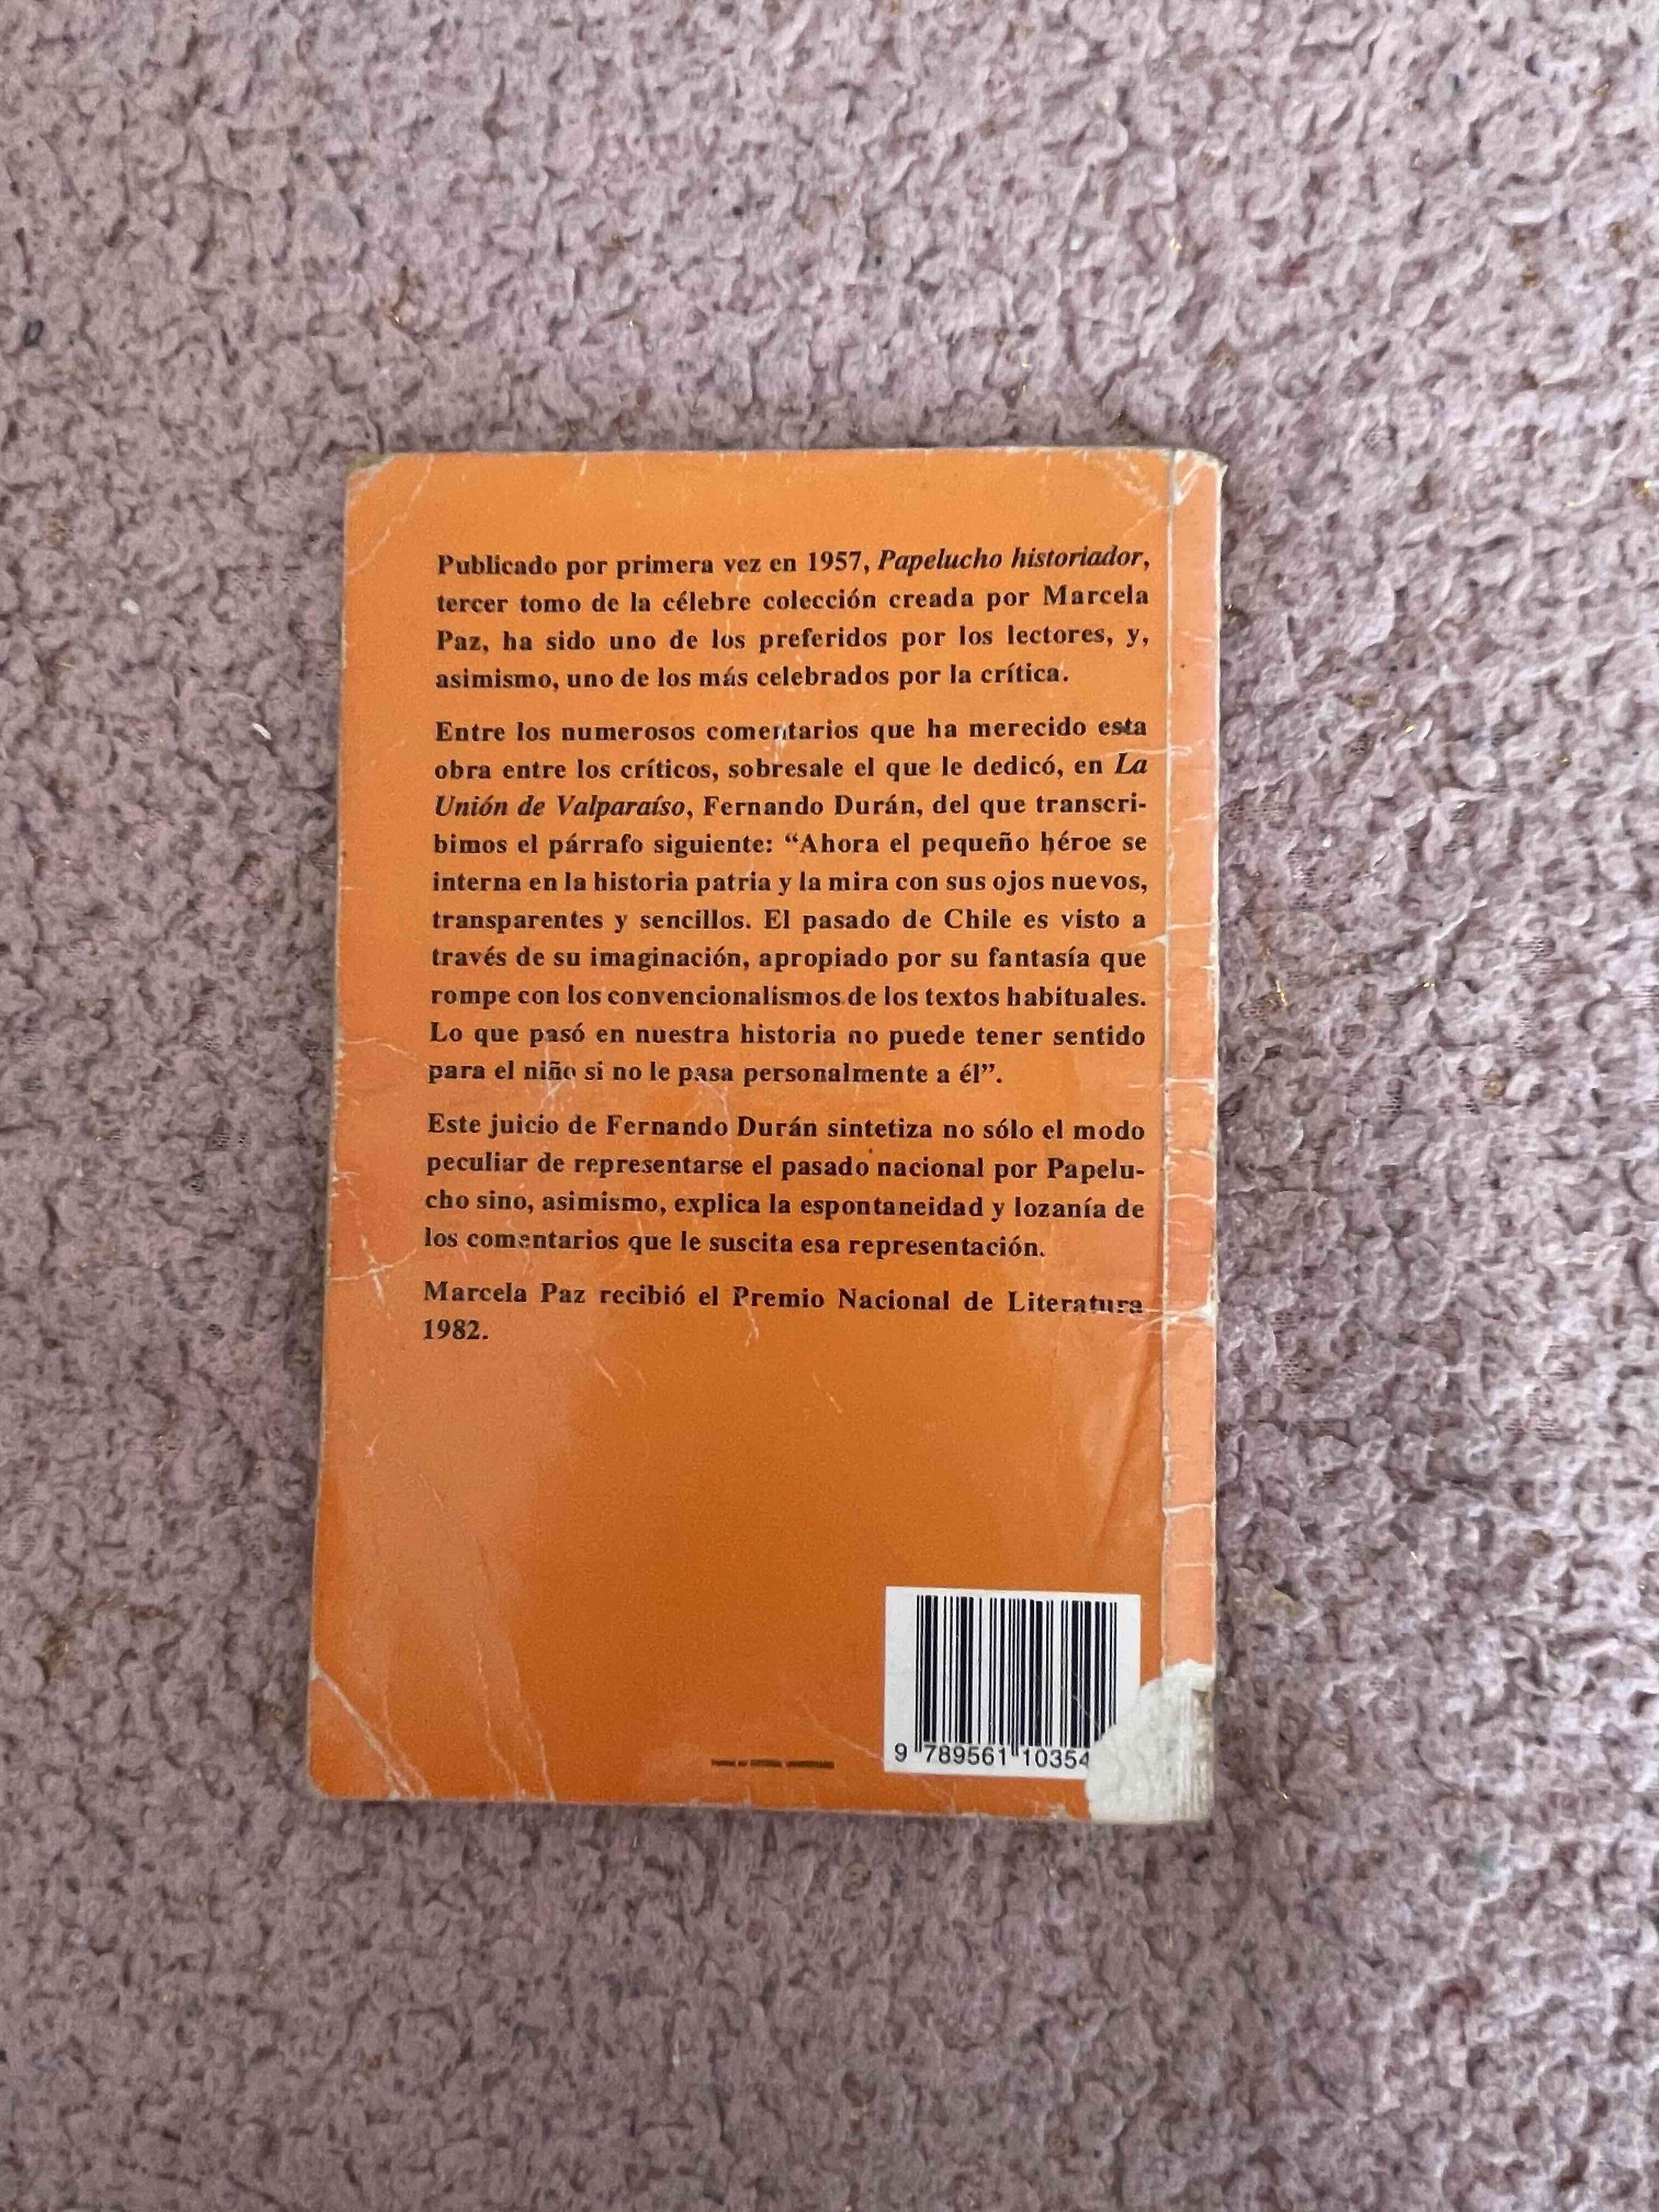 Publicado por primera vez en 1957, Papelucho historiador,
tercer tomo de la célebre colección creada por Marcela
Paz, ha sido uno de los preferidos por los lectores, y,
asimismo, uno de los más celebrados por la crítica.
Entre los numerosos comentarios que ha merecido esta
obra entre los críticos, sobresale el que le dedicó, en La
Unión de Valparaíso, Fernando Durán, del que transcri-
bimos el párrafo siguiente: “Ahora el pequeño héroe se
interna en la historia patria y la mira con sus ojos nuevos,
transparentes y sencillos. El pasado de Chile es visto a
través de su imaginación, apropiado por su fantasía que
rompe con los convencionalismos de los textos habituales.
Lo que pasó en nuestra historia no puede tener sentido
para el niño si no le pasa personalmente a él”.
Este juicio de Fernando Durán sintetiza no sólo el modo
peculiar de representarse el pasado nacional por Papelu-
cho sino, asimismo, explica la espontaneidad y lozanía de
los comentarios que le suscita esa representación.
Marcela Paz recibió el Premio Nacional de Literatura
1982.
9 789561 10354